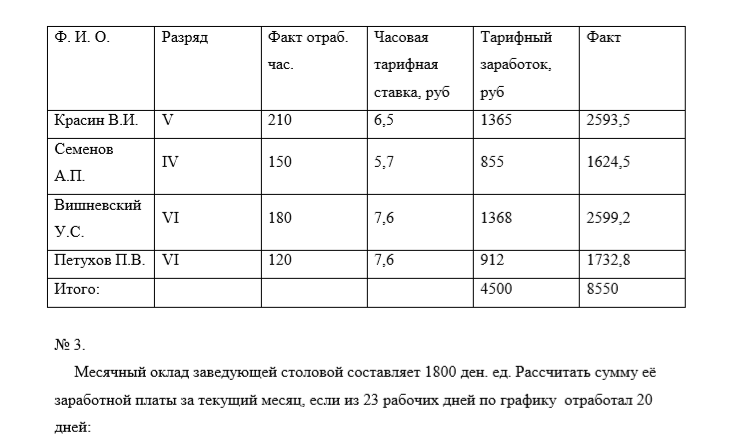 Ф. И. О. Разряд Факт отраб. час. Часовая тарифная ставка, руб Тарифный заработок, руб Факт
Красин В.И. V 210 6,5 1365 2593,5
Семенов А.П. IV 150 5,7 855 1624,5
Вишневский У.С. VI 180 7,6 1368 2599,2
Петухов П.В. VI 120 7,6 912 1732,8
Итого: 4500 8550
№ 3.
Месячный оклад заведующей столовой составляет 1800 ден. ед. Рассчитать сумму её
заработной платы за текущий месяц, если из 23 рабочих дней по графику отработал 20
дней: